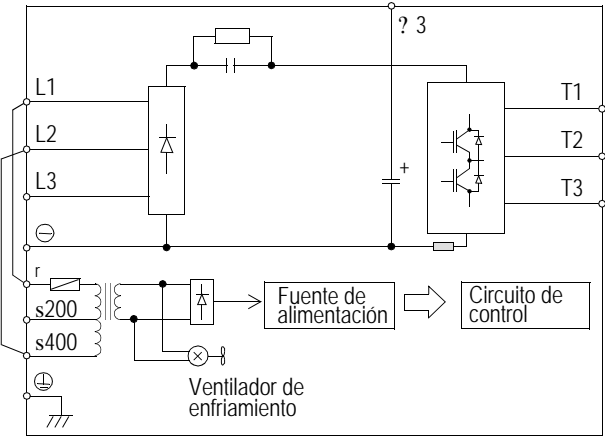 ? 3
L1
T1
L2
T2
+
L3
T3
r
s200
s400
Fuente de
alimentación
Circuito de
control
Ventilador de
enfriamiento